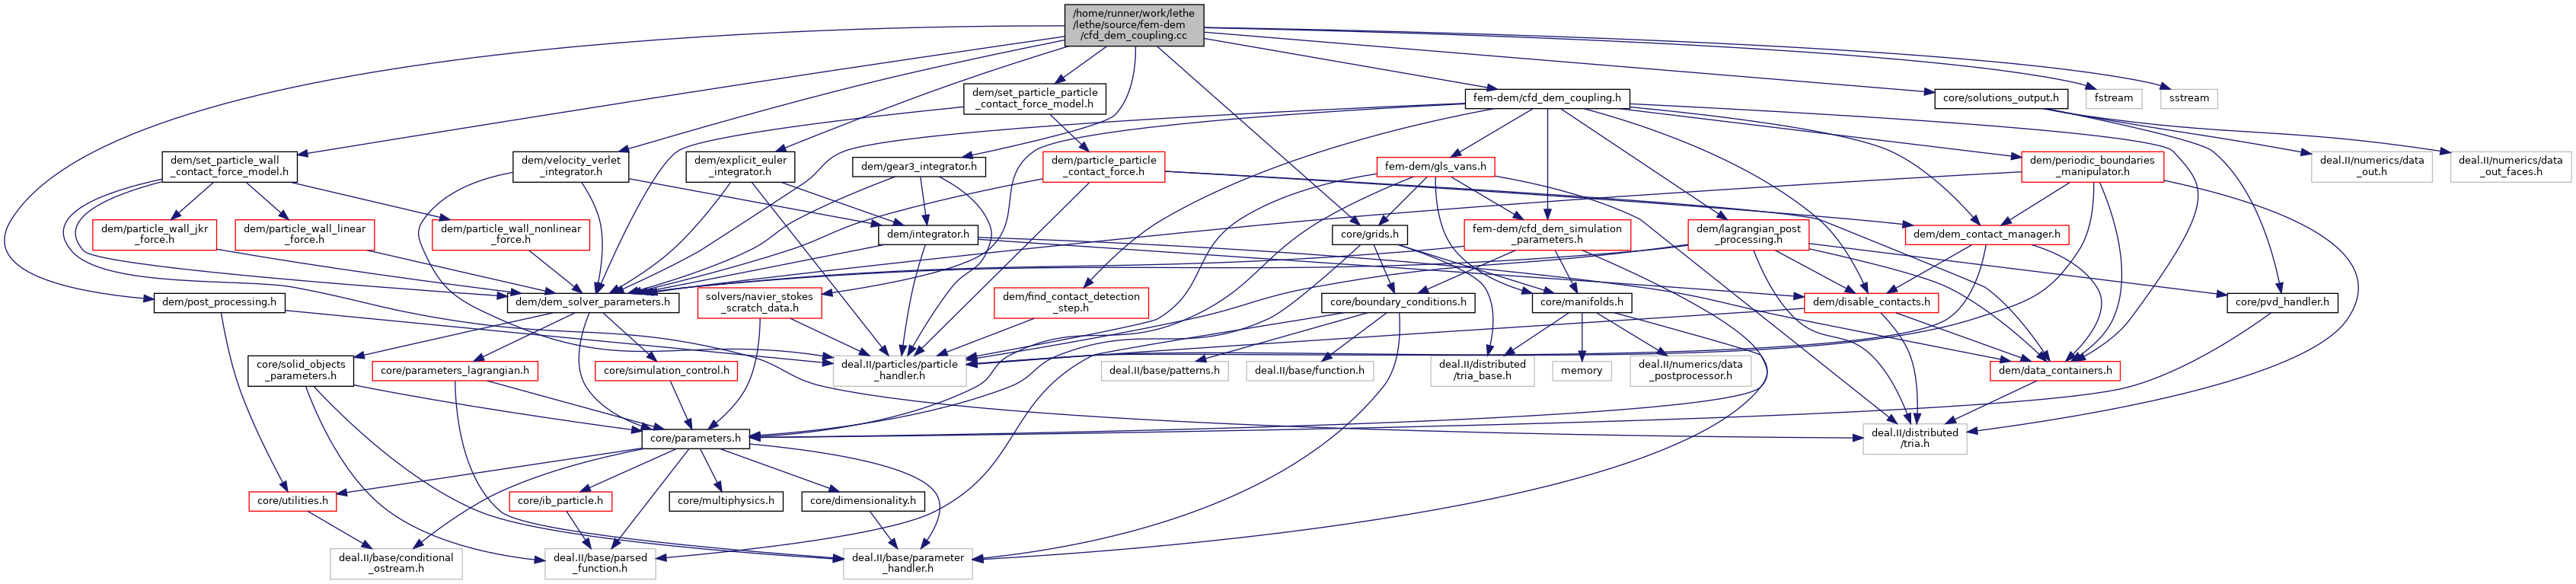 /home/runner/work/lethe
/lethe/source/fem-dem
/cfd_dem_coupling.cc
dem/set_particle_particle
_contact_force_model.h
fem-dem/cfd_dem_coupling.h
core/solutions_output.h
fstream
sstream
dem/set_particle_wall
_contact_force_model.h
dem/velocity_verlet
_integrator.h
dem/explicit_euler
_integrator.h
dem/gear3_integrator.h
dem/particle_particle
_contact_force.h
fem-dem/gls_vans.h
dem/periodic_boundaries
_manipulator.h
deal.II/numerics/data
_out.h
deal.II/numerics/data
_out_faces.h
dem/particle_wall_jkr
_force.h
dem/particle_wall_linear
_force.h
dem/particle_wall_nonlinear
_force.h
dem/integrator.h
core/grids.h
fem-dem/cfd_dem_simulation
_parameters.h
dem/lagrangian_post
_processing.h
dem/dem_contact_manager.h
dem/post_processing.h
dem/dem_solver_parameters.h
solvers/navier_stokes
_scratch_data.h
dem/find_contact_detection
_step.h
core/boundary_conditions.h
core/manifolds.h
dem/disable_contacts.h
core/pvd_handler.h
core/solid_objects
_parameters.h
core/parameters_lagrangian.h
core/simulation_control.h
deal.II/particles/particle
_handler.h
deal.II/base/patterns.h
deal.II/base/function.h
deal.II/distributed
/tria_base.h
memory
deal.II/numerics/data
_postprocessor.h
dem/data_containers.h
core/parameters.h
deal.II/distributed
/tria.h
core/utilities.h
core/ib_particle.h
core/multiphysics.h
core/dimensionality.h
deal.II/base/conditional
_ostream.h
deal.II/base/parsed
_function.h
deal.II/base/parameter
_handler.h